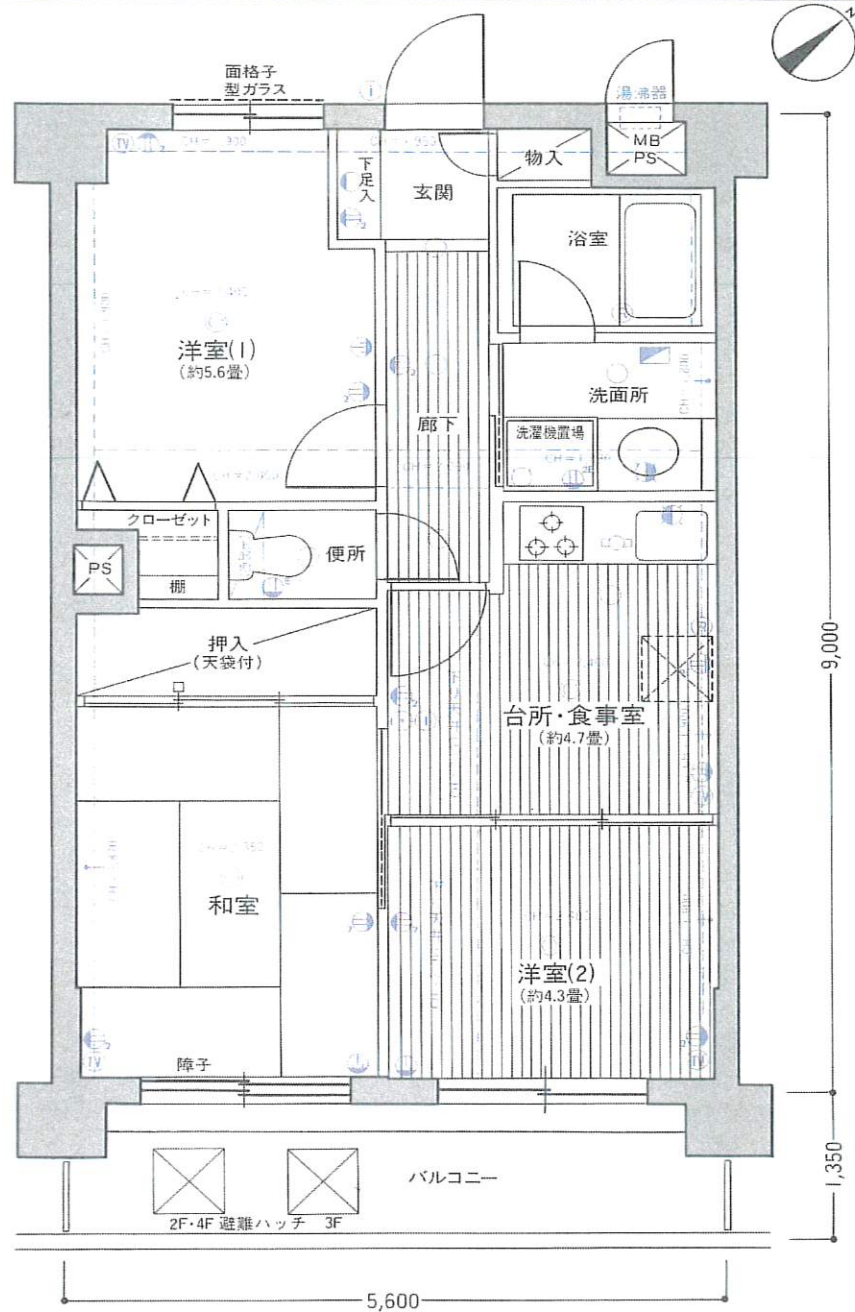 N
面格子
型ガラス
湯沸器
MB
PS
TV
下足入
玄関
物入
浴室
洋室(1)
(約5.6畳)
廊下
洗面所
洗濯機置場
クローゼット
棚
便所
PS
押入
(天袋付)
台所・食事室
(約4.7畳)
9,000
和室
洋室(2)
(約4.3畳)
TV
TV
TV
障子
バルコニー
2F・4F 避難ハッチ 3F
1,350
5,600